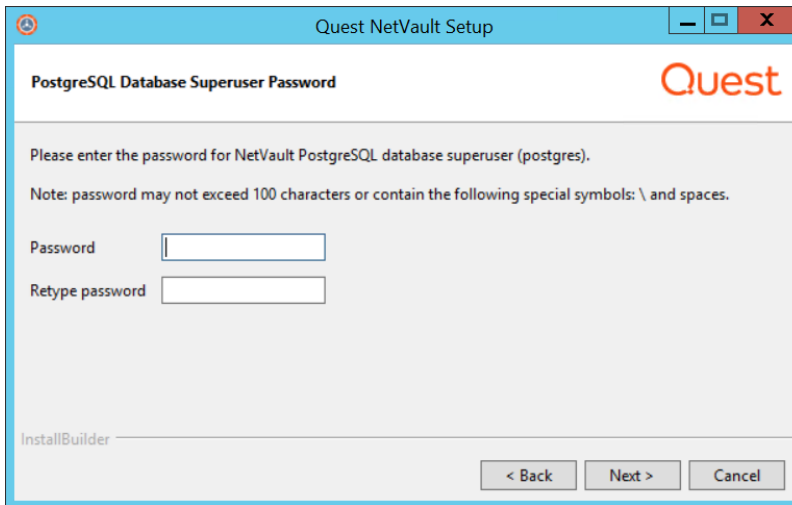 Quest NetVault Setup
PostgreSQL Database Superuser Password
Quest
Please enter the password for NetVault PostgreSQL database superuser (postgres).
Note: password may not exceed 100 characters or contain the following special symbols: \ and spaces.
Password
Retype password
InstallBuilder
< Back Next > Cancel